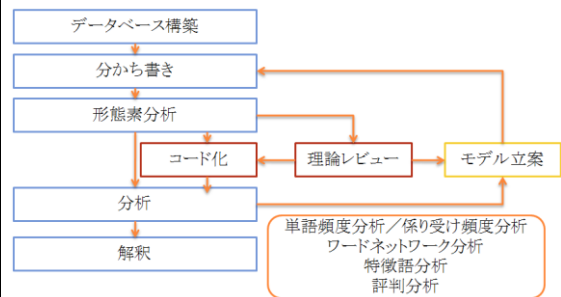 データベース構築
分かち書き
形態素分析
コード化
理論レビュー
モデル立案
分析
解釈
単語頻度分析／係り受け頻度分析
ワードネットワーク分析
特徴語分析
評判分析